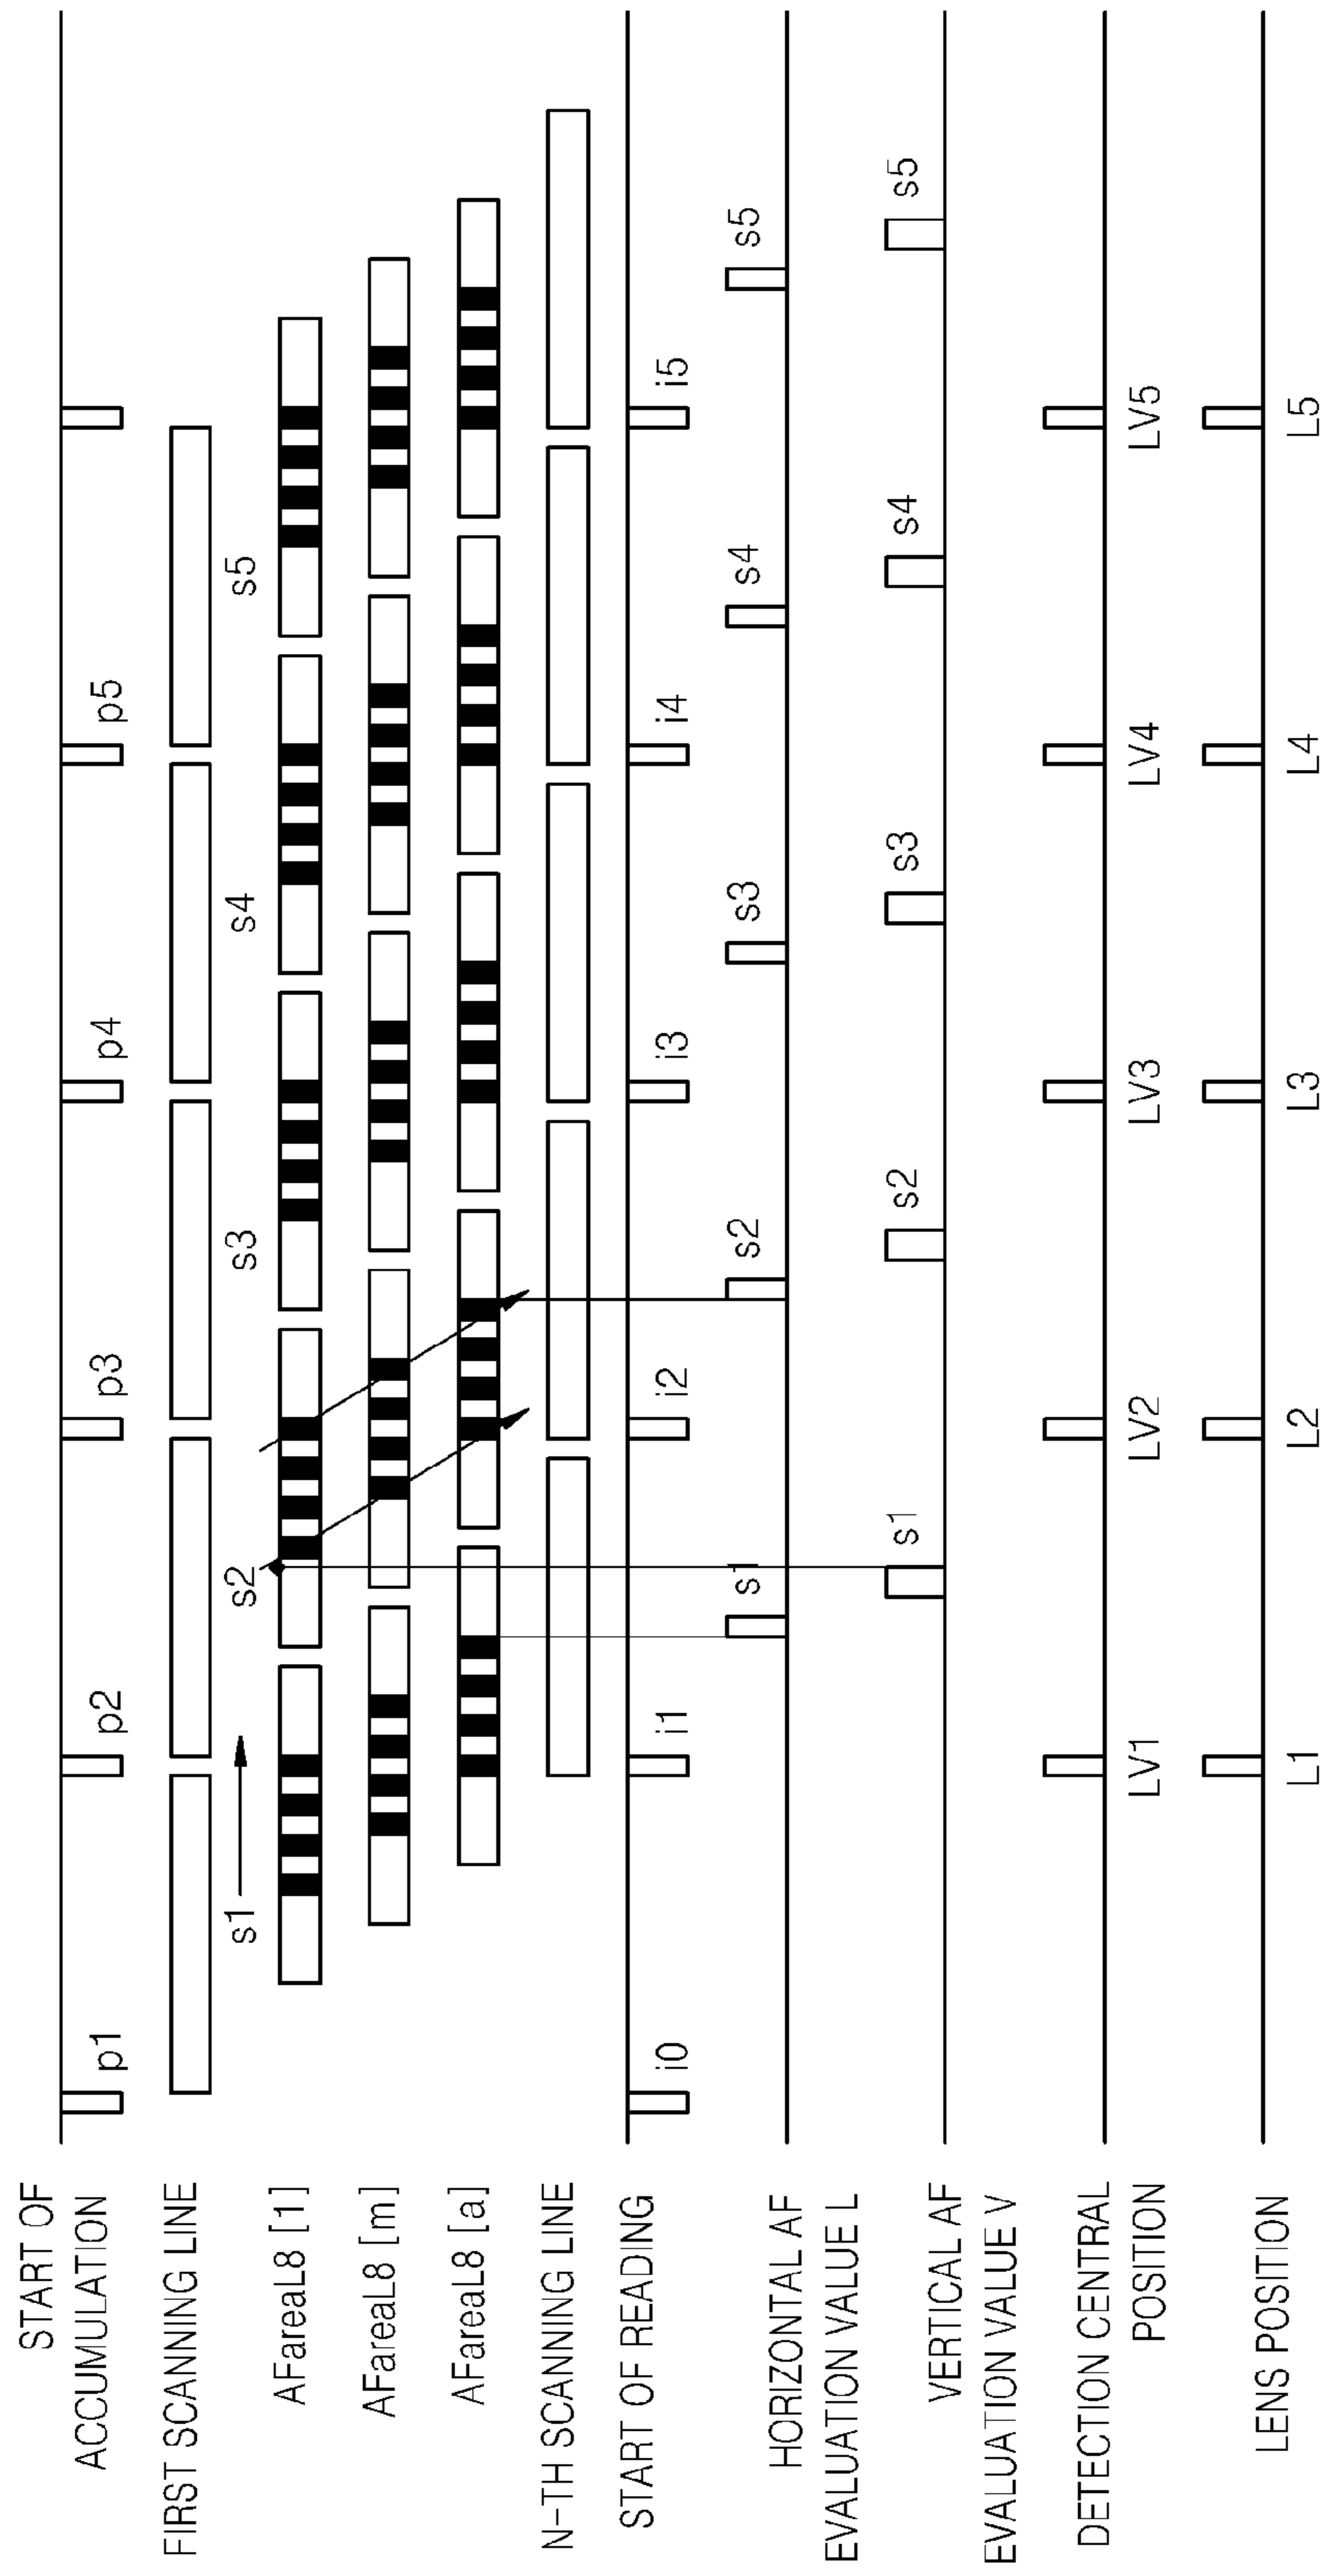 START OF
ACCUMULATION
p1 p2 p3 p4 p5
FIRST SCANNING LINE
s1 s2 s3 s4 s5
AFareaL8 [1]
AFareaL8 [m]
AFareaL8 [a]
N-TH SCANNING LINE
START OF READING
i0 i1 i2 i3 i4 i5
HORIZONTAL AF
EVALUATION VALUE L
s1 s2 s3 s4 s5
VERTICAL AF
EVALUATION VALUE V
s1 s2 s3 s4 s5
DETECTION CENTRAL
POSITION
LV1 LV2 LV3 LV4 LV5
LENS POSITION
L1 L2 L3 L4 L5